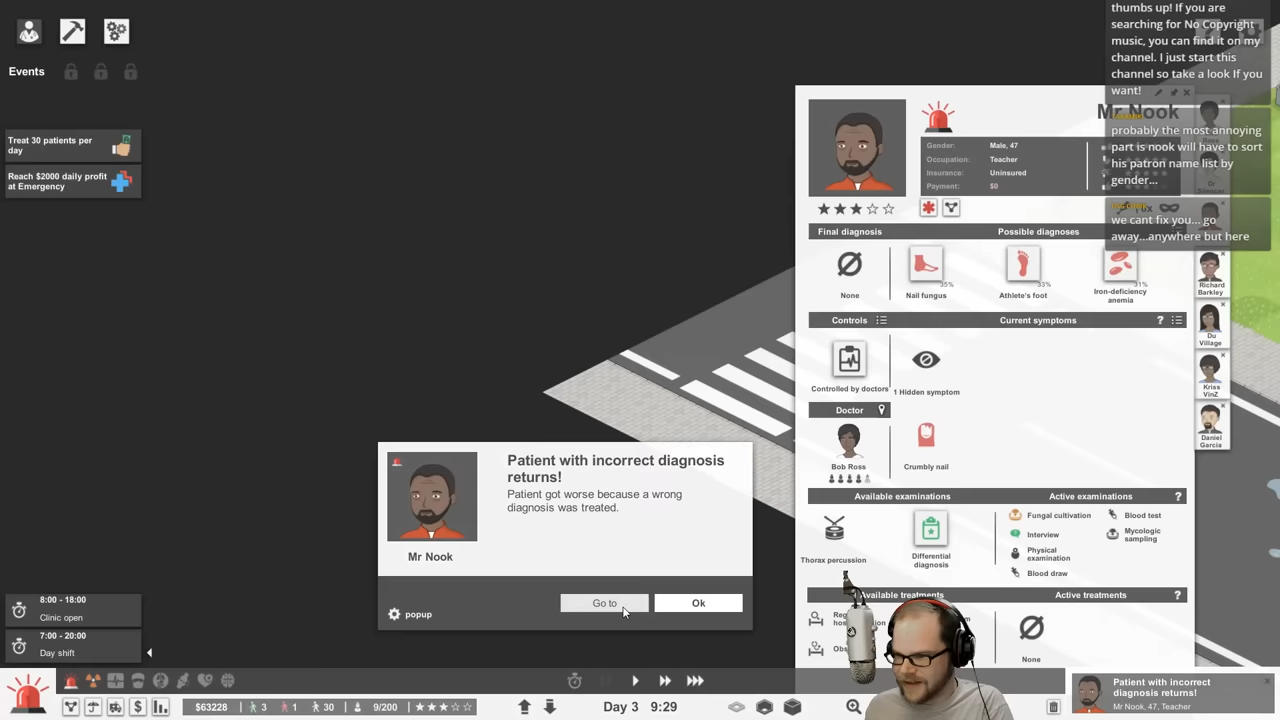 Events
Treat 30 patients per
day
Reach $2000 daily profit
at Emergency
thumbs up! If you are
searching for No Copyright
music, you can find it on my
channel. I just start this
channel so take a look If you
want!
probably the most annoying
part is nook will have to sort
his patron name list by
gender...
we cant fix you... go
away...anywhere but here
Mr Nook
Gender: Male, 47
Occupation: Teacher
Insurance: Uninsured
Payment: $0
Final diagnosis
Possible diagnoses
None
Nail fungus
35%
Athlete's foot
33%
Iron-deficiency
anemia
31%
Controls
Current symptoms
?
Controlled by doctors
1 Hidden symptom
Doctor
Bob Ross
Crumbly nail
Available examinations
Active examinations
?
Thorax percussion
Differential
diagnosis
Fungal cultivation
Interview
Physical
examination
Blood draw
Blood test
Mycologic
sampling
Available treatments
Active treatments
?
None
Richard
Barkley
Du
Village
Kriss
VinZ
Daniel
Garcia
Patient with incorrect diagnosis
returns!
Patient got worse because a wrong
diagnosis was treated.
Mr Nook
popup
Go to
Ok
8:00 - 18:00
Clinic open
7:00 - 20:00
Day shift
$63228
3
1
30
9/200
Day 3 9:29
Patient with incorrect
diagnosis returns!
Mr Nook, 47, Teacher